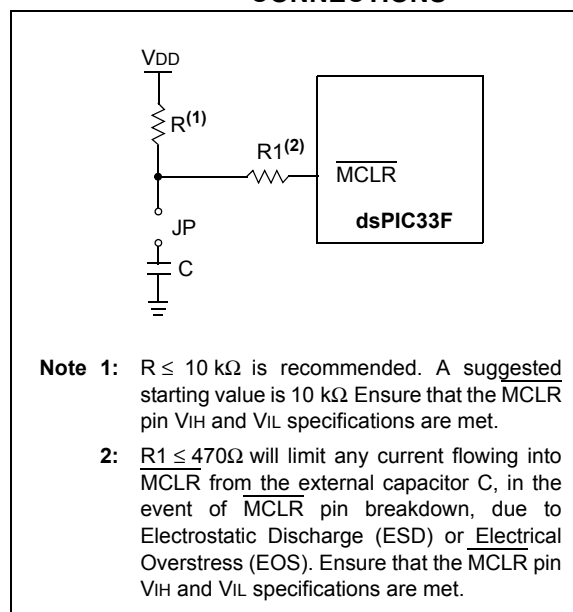 CONNECTIONS
VDD
R(1)
R1(2)
MCLR
JP
dsPIC33F
C
Note 1: R ≤ 10 kΩ is recommended. A suggested
starting value is 10 kΩ Ensure that the MCLR
pin VIH and VIL specifications are met.
2: R1 ≤ 470Ω will limit any current flowing into
MCLR from the external capacitor C, in the
event of MCLR pin breakdown, due to
Electrostatic Discharge (ESD) or Electrical
Overstress (EOS). Ensure that the MCLR pin
VIH and VIL specifications are met.